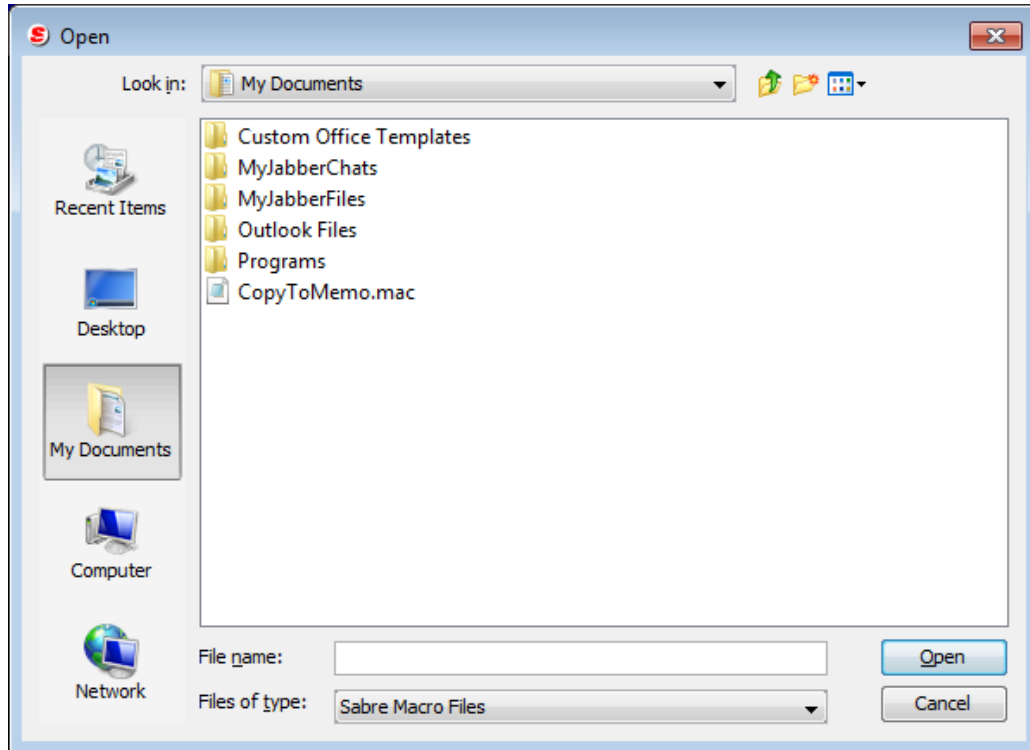 S Open
Look in: My Documents
Recent Items
Desktop
My Documents
Computer
Network
Custom Office Templates
MyJabberChats
MyJabberFiles
Outlook Files
Programs
CopyToMemo.mac
File name:
Open
Files of type: Sabre Macro Files
Cancel